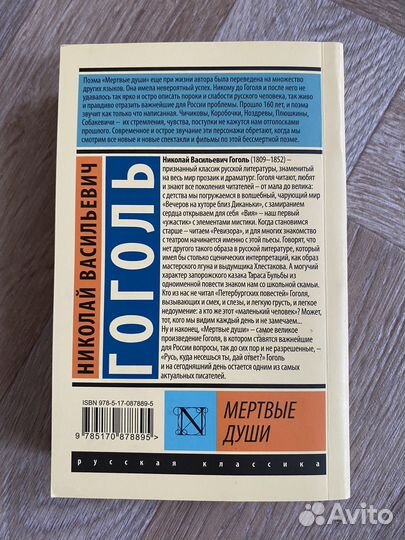 Поэма «Мертвые души» еще при жизни автора была переведена на множество
других языков. Она имела невероятный успех. Никому до Гоголя и после него не
удавалось так ярко и остро описать пороки и слабости русского человека, так живо
и правдиво отразить важнейшие для России проблемы. Прошло 160 лет, и поэма
звучит как только что написанная. Чичиковы, Коробочки, Ноздревы, Плюшкины,
Собакевичи – их стремления, чувства, поступки не кажутся нам отголосками
прошлого. Современное и острое звучание эти персонажи обретают, когда мы
смотрим все новые и новые спектакли и фильмы по этой бессмертной поэме.
НИКОЛАЙ ВАСИЛЬЕВИЧ
ГОГОЛЬ
Николай Васильевич Гоголь (1809–1852) –
признанный классик русской литературы, знаменитый
на весь мир прозаик и драматург. Гоголя читают, любят
и знают все поколения читателей – от мала до велика:
с детства мы погружаемся в волшебный, чарующий мир
«Вечеров на хуторе близ Диканьки», с замиранием
сердца открываем для себя «Вия» – наш первый
«ужастик» с элементами мистики. Когда становимся
старше – читаем «Ревизора», и для многих знакомство
с театром начинается именно с этой пьесы. Говорят, что
нет другого такого образа в русской литературе, который
имел бы столько сценических интерпретаций, как образ
мастерского лгуна и выдумщика Хлестакова. А могучий
характер запорожского казака Тараса Бульбы из
одноименной повести знаком нам со школьной скамьи.
Кто из нас не читал «Петербургских повестей» Гоголя,
вызывающих и смех, и слезы, и легкую грусть, и легкое
недоумение: а кто же этот «маленький человек»? Может,
тот, кого мы видим каждый день и не замечаем?...
Ну и наконец, «Мертвые души» – самое великое
произведение Гоголя, в котором ставятся важнейшие
для России вопросы, так до сих пор и не разрешенные, –
«Русь, куда несешься ты, дай ответ?» Гоголь
и на сегодняшний день остается одним из самых
актуальных писателей.
ISBN 978-5-17-087889-5
9 785170 878895 >
N
МЕРТВЫЕ
ДУШИ
русская классика
Avito